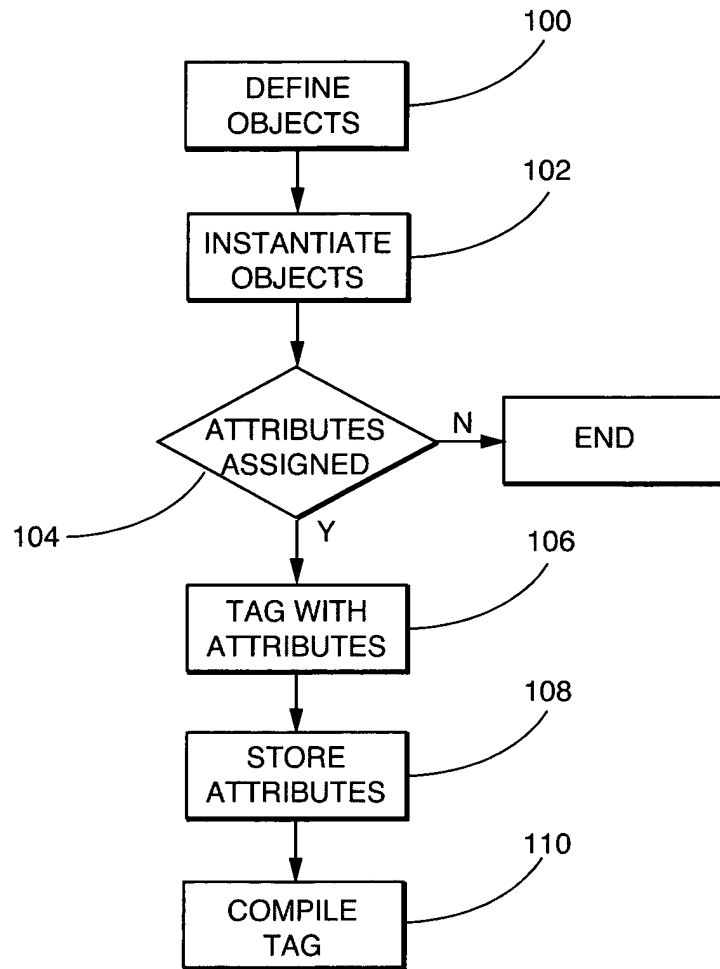 100
DEFINE
OBJECTS
102
INSTANTIATE
OBJECTS
ATTRIBUTES
ASSIGNED
N
END
104
Y
106
TAG WITH
ATTRIBUTES
108
STORE
ATTRIBUTES
110
COMPILE
TAG